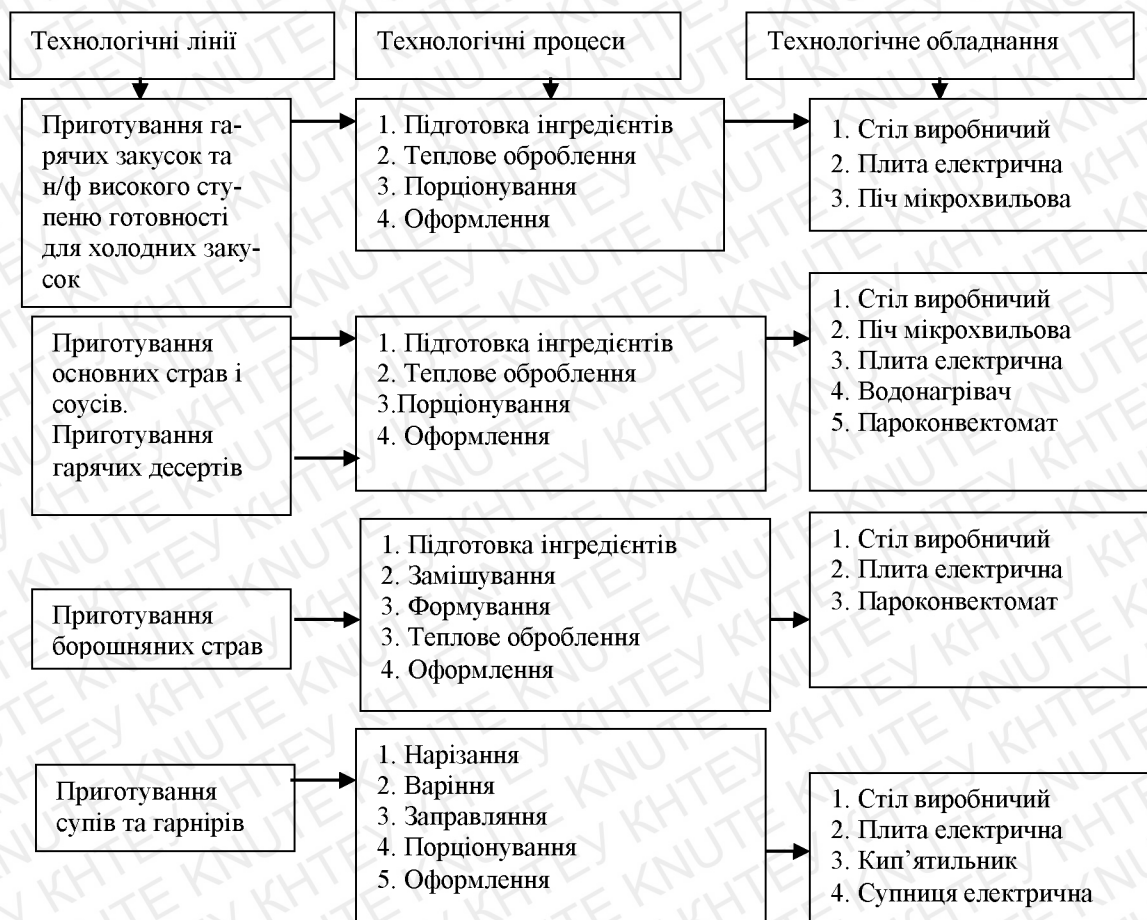 Технологічні лінії
Технологічні процеси
Технологічне обладнання
Приготування га-
рячих закусок та
н/ф високого сту-
пеню готовності
для холодних заку-
сок
1. Підготовка інгредієнтів
2. Теплове оброблення
3. Порціонування
4. Оформлення
1. Стіл виробничий
2. Плита електрична
3. Піч мікрохвильова
Приготування
основних страв і
соусів.
Приготування
гарячих десертів
1. Підготовка інгредієнтів
2. Теплове оброблення
3.Порціонування
4. Оформлення
1. Стіл виробничий
2. Піч мікрохвильова
3. Плита електрична
4. Водонагрівач
5. Пароконвектомат
Приготування
борошняних страв
1. Підготовка інгредієнтів
2. Замішування
3. Формування
3. Теплове оброблення
4. Оформлення
1. Стіл виробничий
2. Плита електрична
3. Пароконвектомат
Приготування
супів та гарнірів
1. Нарізання
2. Варіння
3. Заправляння
4. Порціонування
5. Оформлення
1. Стіл виробничий
2. Плита електрична
3. Кип’ятильник
4. Супниця електрична